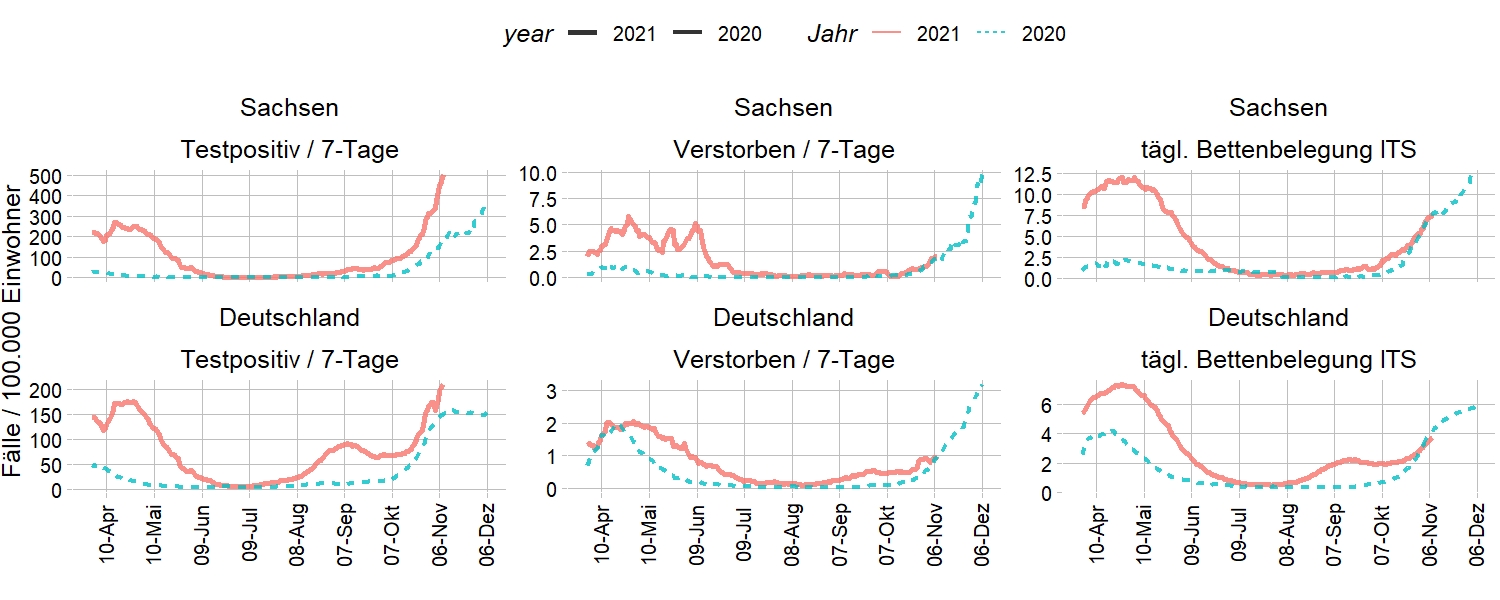 year 2021 2020 Jahr 2021 2020
Sachsen Sachsen Sachsen
Testpositiv / 7-Tage Verstorben / 7-Tage tägl. Bettenbelegung ITS
500 10.0 12.5
400 7.5 10.0
300 5.0 7.5
200 2.5 5.0
100 0.0 2.5
0 0.0
Fälle / 100.000 Einwohner
Deutschland Deutschland Deutschland
Testpositiv / 7-Tage Verstorben / 7-Tage tägl. Bettenbelegung ITS
200 3 6
150 2 4
100 1 2
50 0 0
0
10-Apr 10-Mai 09-Jun 09-Jul 08-Aug 07-Sep 07-Okt 06-Nov 06-Dez
10-Apr 10-Mai 09-Jun 09-Jul 08-Aug 07-Sep 07-Okt 06-Nov 06-Dez
10-Apr 10-Mai 09-Jun 09-Jul 08-Aug 07-Sep 07-Okt 06-Nov 06-Dez